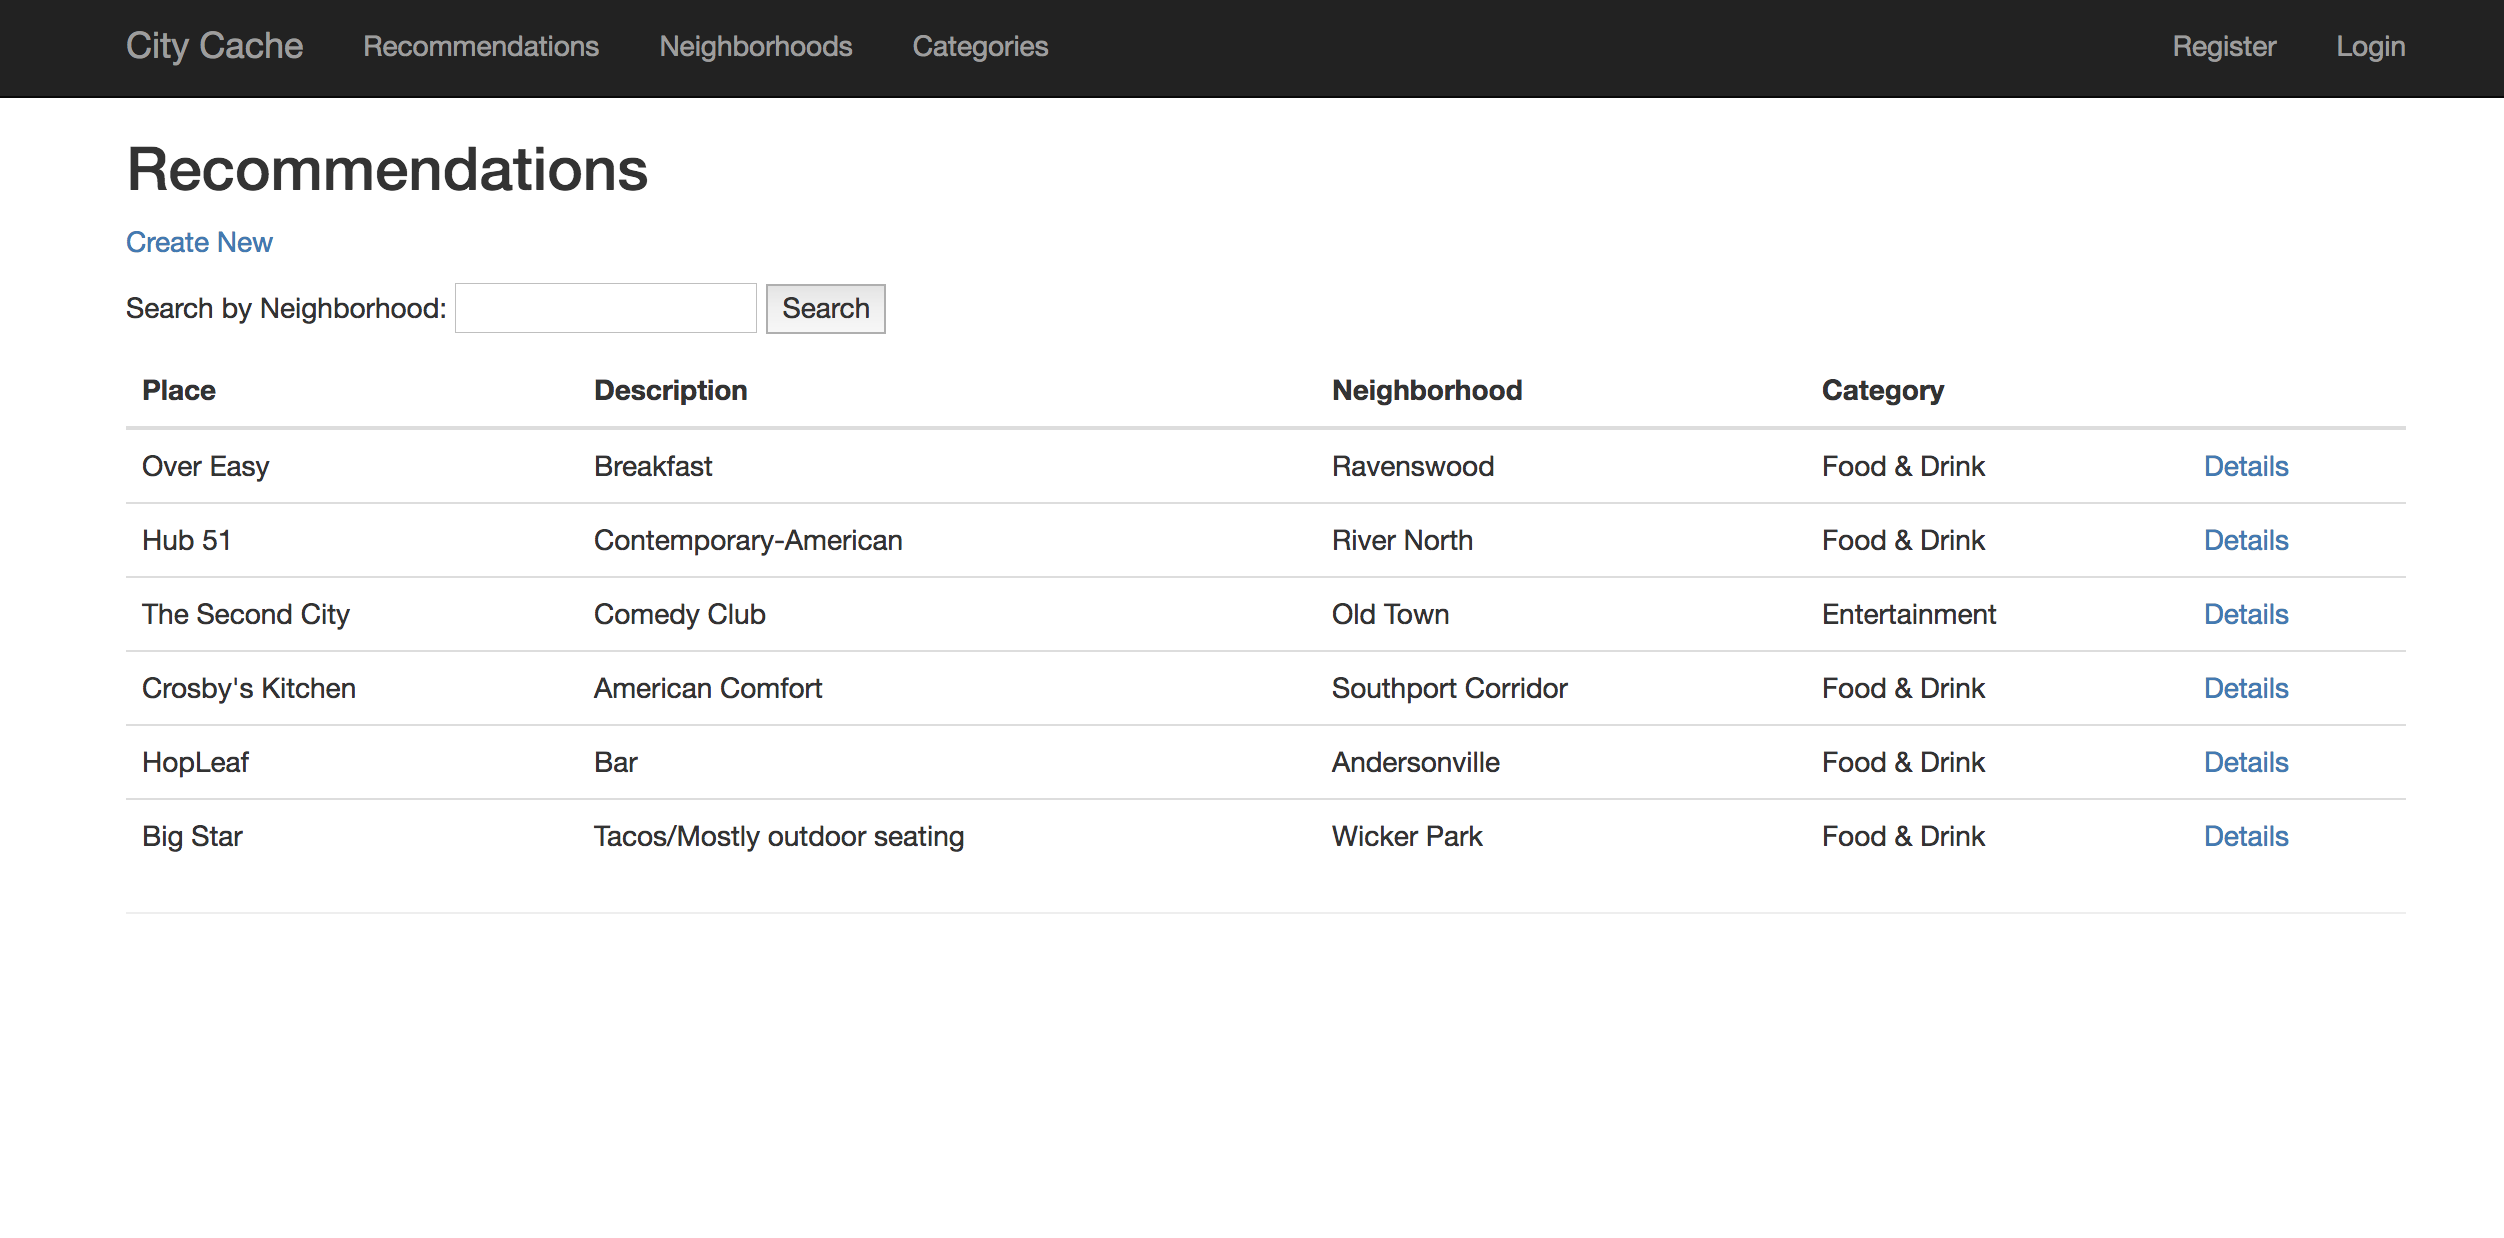 City Cache Recommendations Neighborhoods Categories Register Login
Recommendations
Create New
Search by Neighborhood: Search
Place Description Neighborhood Category
Over Easy Breakfast Ravenswood Food & Drink Details
Hub 51 Contemporary-American River North Food & Drink Details
The Second City Comedy Club Old Town Entertainment Details
Crosby's Kitchen American Comfort Southport Corridor Food & Drink Details
HopLeaf Bar Andersonville Food & Drink Details
Big Star Tacos/Mostly outdoor seating Wicker Park Food & Drink Details